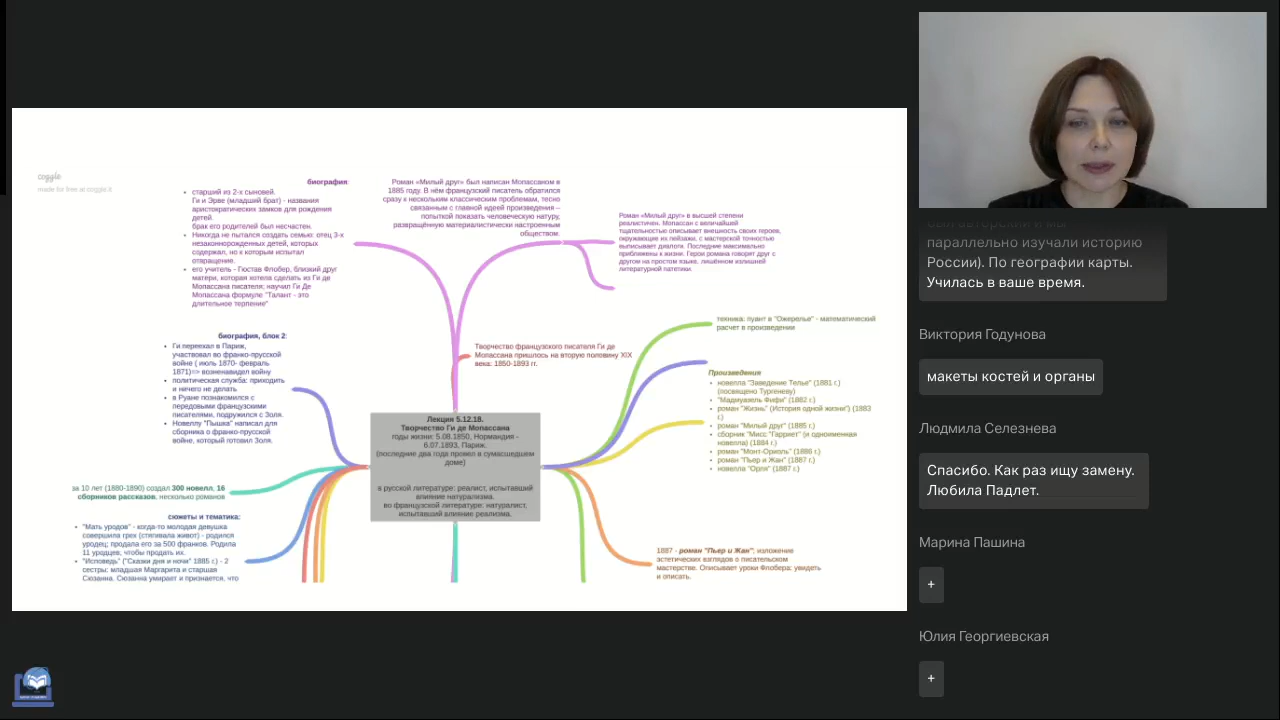 coggle
made for free at coggle.it
биография:
старший из 2-х сыновей.
Ги и Эрве (младший брат) - названия
аристократических замков для рождения
детей.
брак его родителей был несчастен.
Никогда не пытался создать семью: отец 3-х
незаконнорожденных детей, которых
содержал, но к которым испытал
отвращение.
его учитель - Гюстав Флобер, близкий друг
матери, которая хотела сделать из Ги де
Мопассана писателя; научил Ги Де
Мопассана формуле "Талант - это
длительное терпение"
Роман «Милый друг» был написан Мопассаном в
1885 году. В нём французский писатель обратился
сразу к нескольким классическим проблемам, тесно
связанным с главной идеей произведения –
попыткой показать человеческую натуру,
развращённую материалистически настроенным
обществом.
Роман «Милый друг» в высшей степени
реалистичен. Мопассан с величайшей
тщательностью описывает внешность своих героев,
окружающие их пейзажи, с мастерской точностью
выписывает диалоги. Последние максимально
приближены к жизни. Герои романа говорят друг с
другом на простом языке, лишённом излишней
литературной патетики.
биография, блок 2:
Ги переехал в Париж,
участвовал во франко-прусской
войне ( июль 1870- февраль
1871)=> возненавидел войну
политическая служба: приходить
и ничего не делать
в Руане познакомился с
передовыми французскими
писателями, подружился с Золя.
Новеллу "Пышка" написал для
сборника о франко-прусской
войне, который готовил Золя.
Творчество французского писателя Ги де
Мопассана пришлось на вторую половину XIX
века: 1850-1893 гг.
техника: пуант в "Ожерелье" - математический
расчет в произведении
Произведения
новелла "Заведение Телье" (1881 г.)
(посвящено Тургеневу)
"Мадмуазель Фифи" (1882 г.)
роман "Жизнь" (История одной жизни") (1883
г.)
роман "Милый друг" (1885 г.)
сборник "Мисс "Гарриет" (и одноименная
новелла) (1884 г.)
роман "Монт-Ориоль" (1886 г.)
роман "Пьер и Жан" (1887 г.)
новелла "Орля" (1887 г.)
Лекция 5.12.18.
Творчество Ги де Мопассана
годы жизни: 5.08.1850, Нормандия -
6.07.1893, Париж.
(последние два года провёл в сумасшедшем
доме)
в русской литературе: реалист, испытавший
влияние натурализма.
во французской литературе: натуралист,
испытавший влияние реализма.
за 10 лет (1880-1890) создал 300 новелл, 16
сборников рассказов, несколько романов
сюжеты и тематика:
"Мать уродов" - когда-то молодая девушка
совершила грех (стягивала живот) - родился
уродец; продала его за 500 франков. Родила
11 уродцев, чтобы продать их.
"Исповедь" ("Сказки дня и ночи" 1885 г.) - 2
сестры: младшая Маргарита и старшая
Сюзанна. Сюзанна умирает и признается, что
1887 - роман "Пьер и Жан": изложение
эстетических взглядов о писательском
мастерстве. Описывает уроки Флобера: увидеть
и описать.
параллельно изучали историю
России). По географии карты.
Училась в ваше время.
Виктория Годунова
макеты костей и органы
Людмила Селезнева
Спасибо. Как раз ищу замену.
Любила Падлет.
Марина Пашина
+
Юлия Георгиевская
+